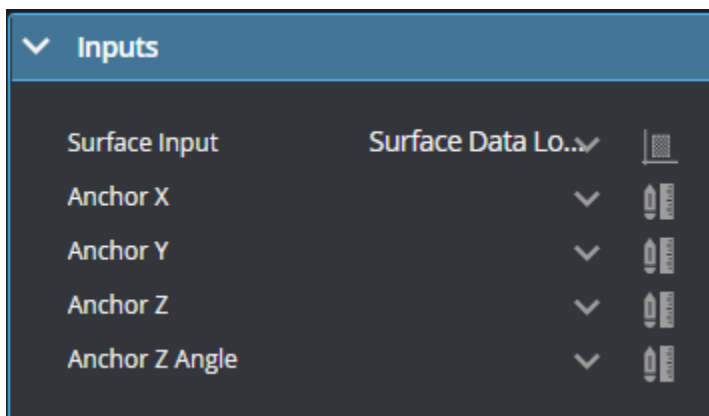 Inputs
Surface Input Surface Data Lo...
Anchor X
Anchor Y
Anchor Z
Anchor Z Angle